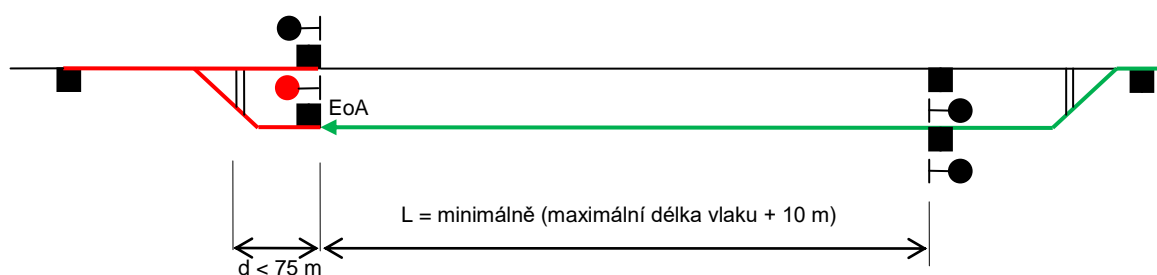 EoA
L = minimálně (maximální délka vlaku + 10 m)
d < 75 m